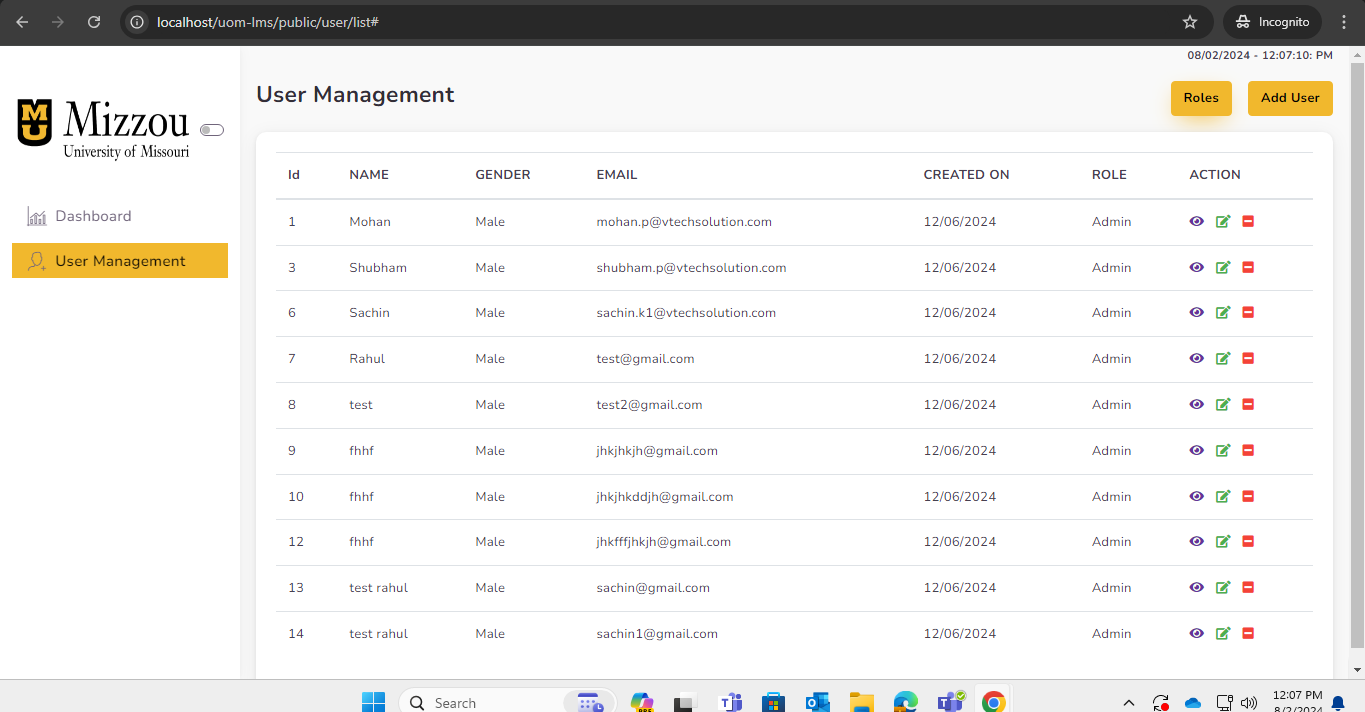 localhost/uom-lms/public/user/list#
Incognito
08/02/2024 - 12:07:10: PM
MU
Mizzou
University of Missouri
User Management
Roles
Add User
Dashboard
User Management
Id NAME GENDER EMAIL CREATED ON ROLE ACTION
1 Mohan Male mohan.p@vtechsolution.com 12/06/2024 Admin
3 Shubham Male shubham.p@vtechsolution.com 12/06/2024 Admin
6 Sachin Male sachin.k1@vtechsolution.com 12/06/2024 Admin
7 Rahul Male test@gmail.com 12/06/2024 Admin
8 test Male test2@gmail.com 12/06/2024 Admin
9 fhhf Male jhkjhkjh@gmail.com 12/06/2024 Admin
10 fhhf Male jhkjhkddjh@gmail.com 12/06/2024 Admin
12 fhhf Male jhkfffjhkjh@gmail.com 12/06/2024 Admin
13 test rahul Male sachin@gmail.com 12/06/2024 Admin
14 test rahul Male sachin1@gmail.com 12/06/2024 Admin
Search
12:07 PM
8/2/2024